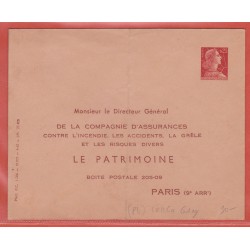 Monsieur le Directeur Général
DE LA COMPAGNIE D'ASSURANCES
CONTRE L'INCENDIE, LES ACCIDENTS, LA GRÊLE
ET LES RISQUES DIVERS
LE PATRIMOINE
BOITE POSTALE 200-09
PARIS (9e ARRt)